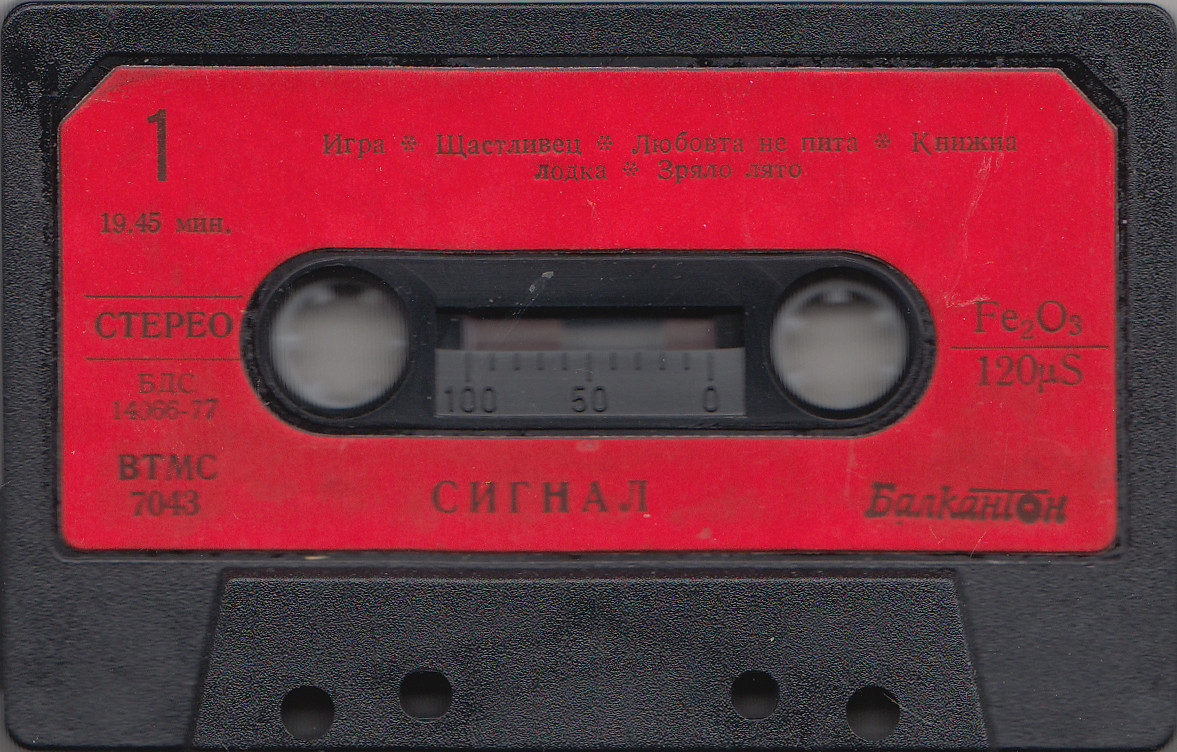 1
Игра * Щастливец * Любовта не пита * Книжна
лодка * Зряло лято
19.45 мин.
СТЕРЕО
БДС
14066-77
ВТМС
7043
Fe₂O₃
120µS
100 50 0
СИГНАЛ
Балкантон